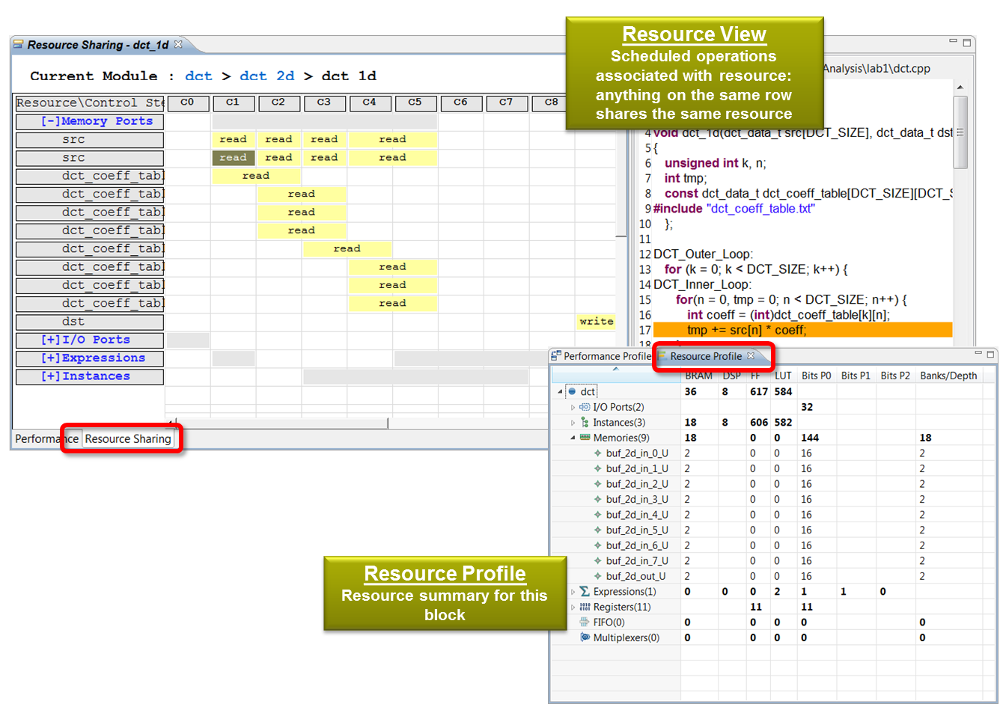 Resource Sharing - dct_1d
Current Module : dct > dct 2d > dct 1d
Resource\Control Ste C0 C1 C2 C3 C4 C5 C6 C7 C8
[-]Memory Ports
src read read read read
src read read read read
dct_coeff_tabl read
dct_coeff_tabl read
dct_coeff_tabl read
dct_coeff_tabl read
dct_coeff_tabl read
dct_coeff_tabl read
dct_coeff_tabl read
dct_coeff_tabl read
dst write
[+]I/O Ports
[+]Expressions
[+]Instances
Performance Resource Sharing
Resource View
Scheduled operations
associated with resource:
anything on the same row
shares the same resource
Analysis\lab1\dct.cpp
4 void dct_1d(dct_data_t src[DCT_SIZE], dct_data_t dst
5 {
6 unsigned int k, n;
7 int tmp;
8 const dct_data_t dct_coeff_table[DCT_SIZE][DCT_S
9 #include "dct_coeff_table.txt"
10 };
11
12 DCT_Outer_Loop:
13 for (k = 0; k < DCT_SIZE; k++) {
14 DCT_Inner_Loop:
15 for(n = 0, tmp = 0; n < DCT_SIZE; n++) {
16 int coeff = (int)dct_coeff_table[k][n];
17 tmp += src[n] * coeff;
18
Performance Profile Resource Profile
BRAM DSP FF LUT Bits P0 Bits P1 Bits P2 Banks/Depth
dct 36 8 617 584
I/O Ports(2) 32
Instances(3) 18 8 606 582
Memories(9) 18 0 0 144 18
buf_2d_in_0_U 2 0 0 16 2
buf_2d_in_1_U 2 0 0 16 2
buf_2d_in_2_U 2 0 0 16 2
buf_2d_in_3_U 2 0 0 16 2
buf_2d_in_4_U 2 0 0 16 2
buf_2d_in_5_U 2 0 0 16 2
buf_2d_in_6_U 2 0 0 16 2
buf_2d_in_7_U 2 0 0 16 2
buf_2d_out_U 2 0 0 16 2
Expressions(1) 0 0 0 2 1 1 0
Registers(11) 11 11
FIFO(0) 0 0 0 0 0
Multiplexers(0) 0 0 0 0 0
Resource Profile
Resource summary for this
block